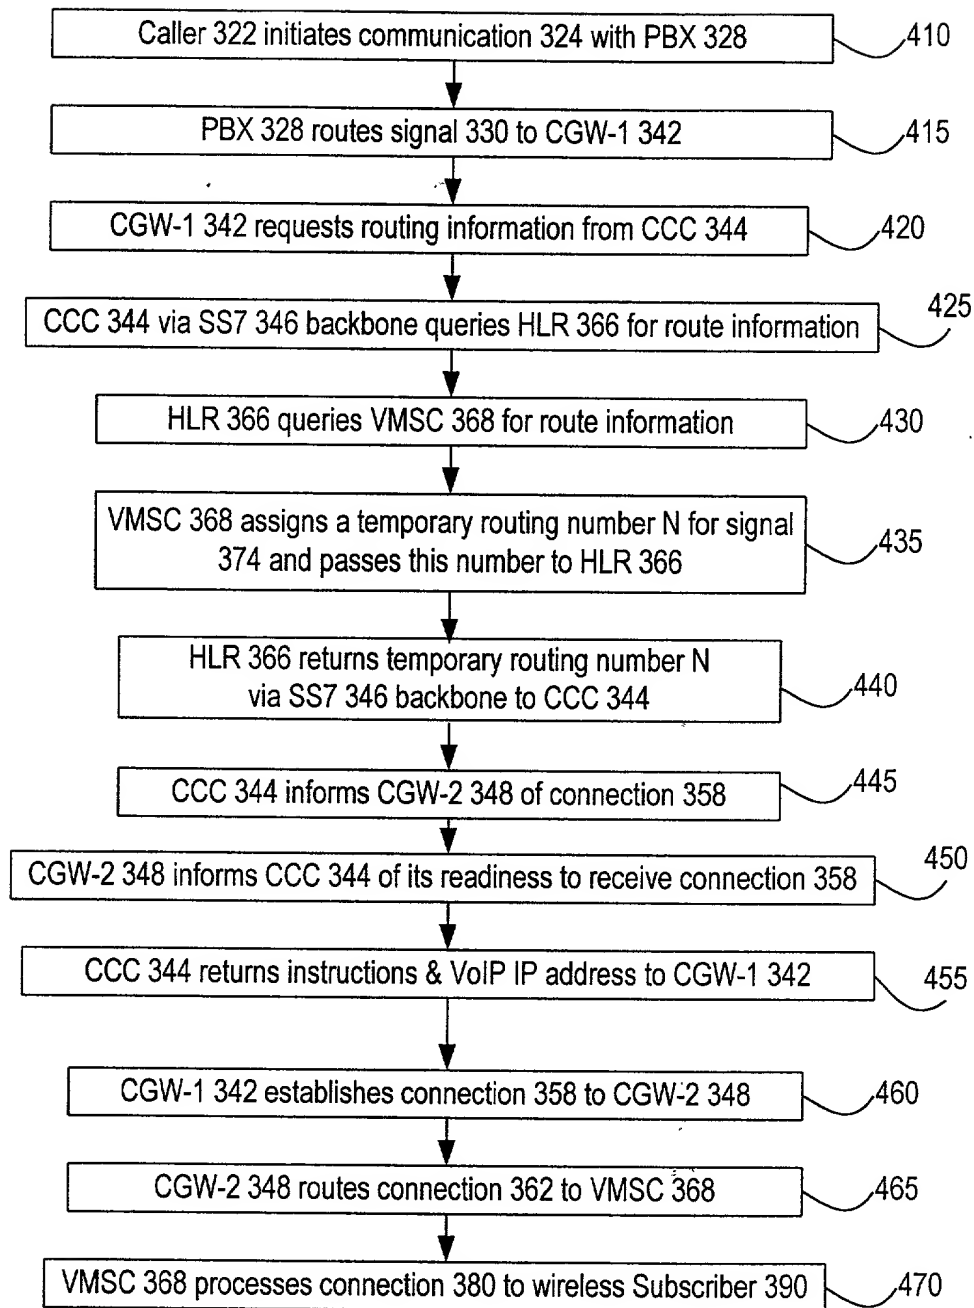 Caller 322 initiates communication 324 with PBX 328
410
PBX 328 routes signal 330 to CGW-1 342
415
CGW-1 342 requests routing information from CCC 344
420
CCC 344 via SS7 346 backbone queries HLR 366 for route information
425
HLR 366 queries VMSC 368 for route information
430
VMSC 368 assigns a temporary routing number N for signal
374 and passes this number to HLR 366
435
HLR 366 returns temporary routing number N
via SS7 346 backbone to CCC 344
440
CCC 344 informs CGW-2 348 of connection 358
445
CGW-2 348 informs CCC 344 of its readiness to receive connection 358
450
CCC 344 returns instructions & VoIP IP address to CGW-1 342
455
CGW-1 342 establishes connection 358 to CGW-2 348
460
CGW-2 348 routes connection 362 to VMSC 368
465
VMSC 368 processes connection 380 to wireless Subscriber 390
470